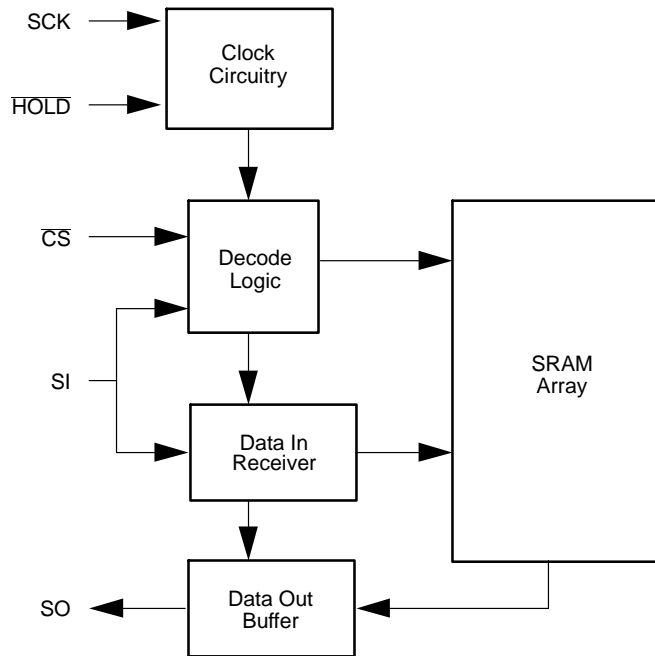 SCK
Clock
Circuitry
HOLD
CS
Decode
Logic
SI
SRAM
Array
Data In
Receiver
SO
Data Out
Buffer